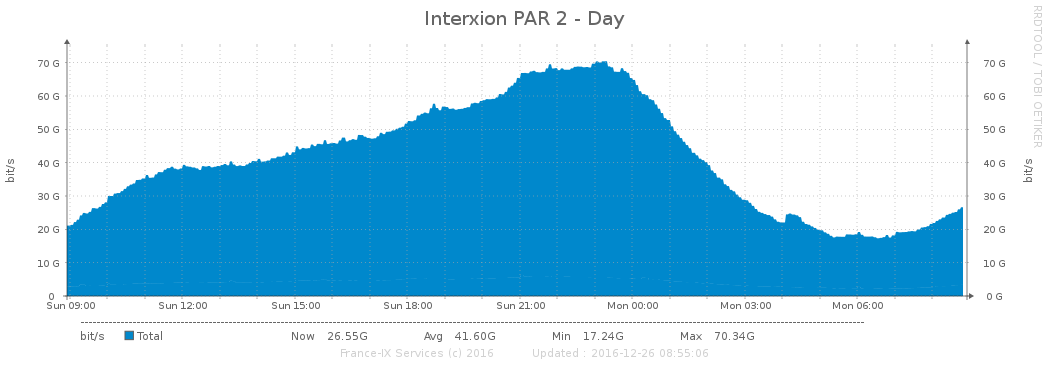 Interxion PAR 2 - Day
RRDTOOL / TOBI OETIKER
bit/s
70 G 70 G
60 G 60 G
50 G 50 G
40 G 40 G
30 G 30 G
20 G 20 G
10 G 10 G
0 0 G
bit/s
Sun 09:00 Sun 12:00 Sun 15:00 Sun 18:00 Sun 21:00 Mon 00:00 Mon 03:00 Mon 06:00
bit/s Total Now 26.55G Avg 41.60G Min 17.24G Max 70.34G
France-IX Services (c) 2016 Updated : 2016-12-26 08:55:06